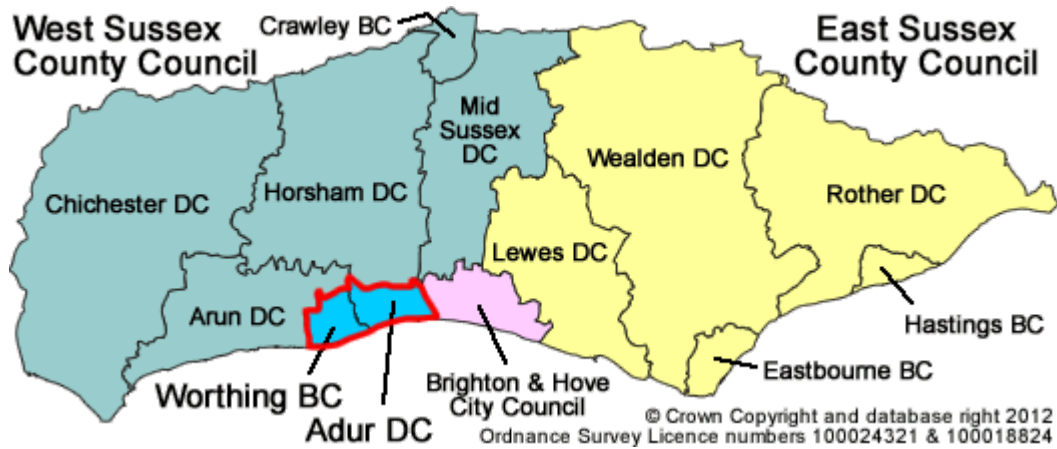 West Sussex
County Council
Crawley BC
East Sussex
County Council
Mid
Sussex
DC
Wealden DC
Chichester DC
Horsham DC
Rother DC
Lewes DC
Arun DC
Hastings BC
Worthing BC
Adur DC
Brighton & Hove
City Council
Eastbourne BC
© Crown Copyright and database right 2012
Ordnance Survey Licence numbers 100024321 & 100018824